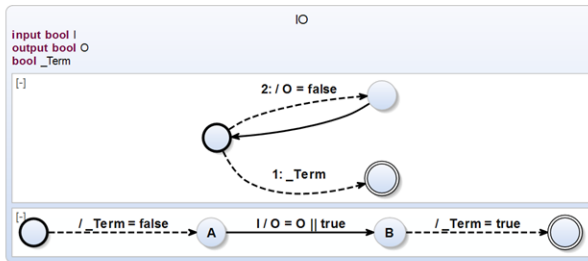 IO
input bool I
output bool O
bool _Term
[-]
2: / O = false
1: _Term
[-]
/ _Term = false
A
I / O = O || true
B
/ _Term = true